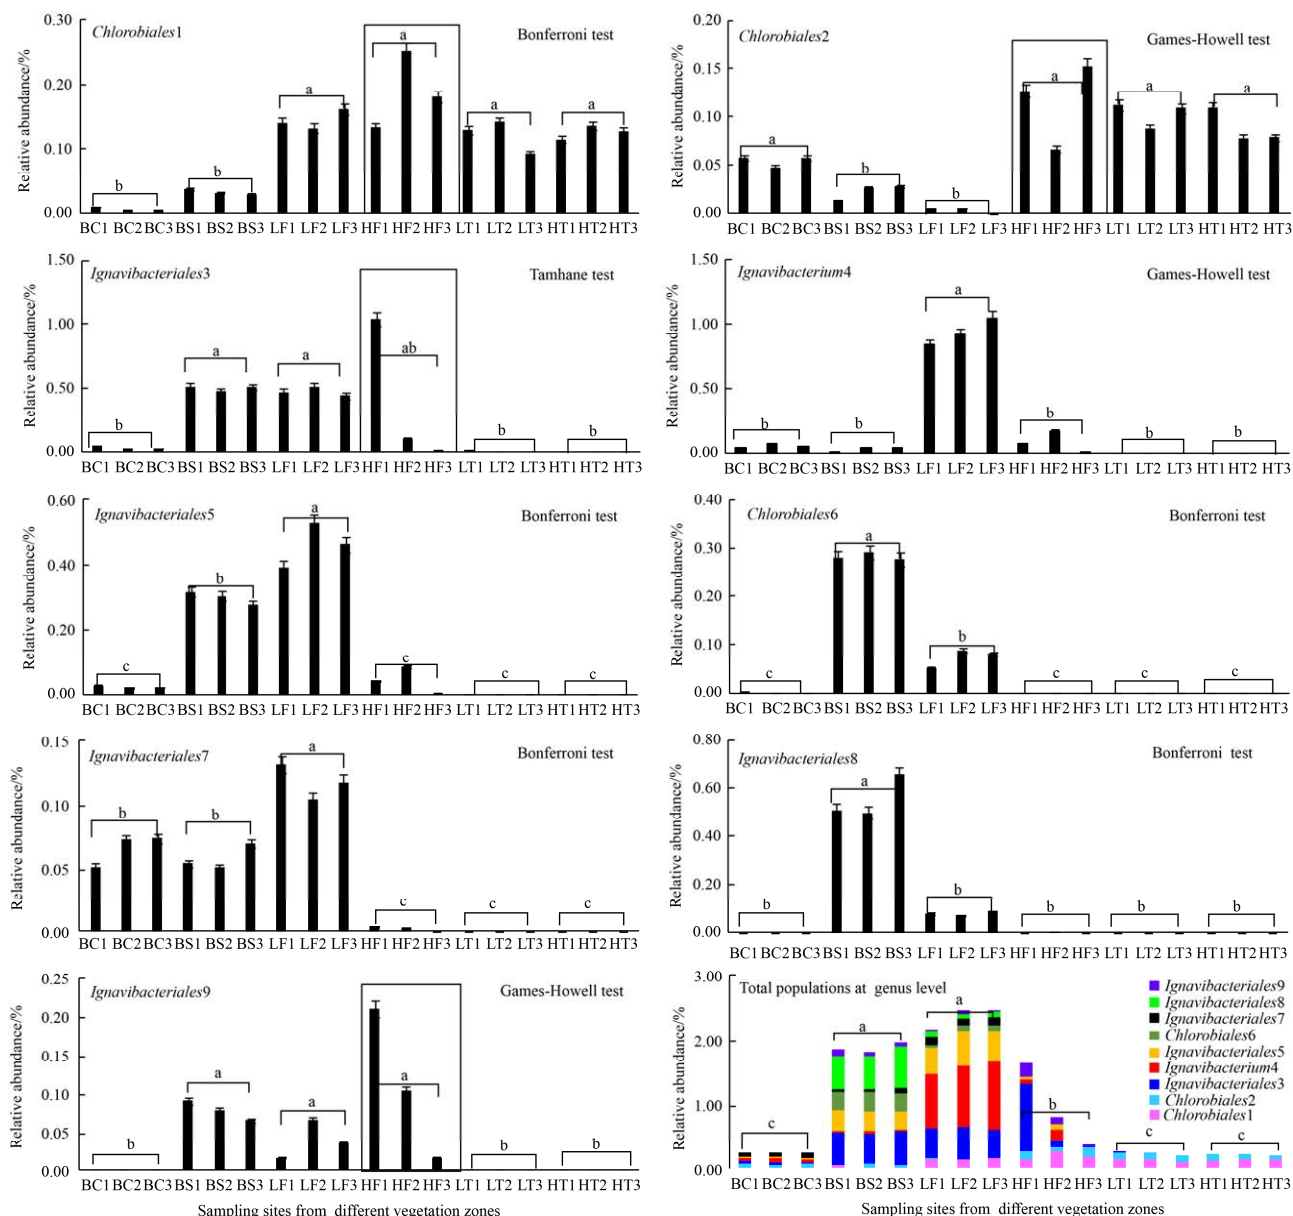 Chlorobiales1
Bonferroni test
Relative abundance/%
0.30
0.20
0.10
0.00
b
b
a
a
a
a
BC1 BC2 BC3 BS1 BS2 BS3 LF1 LF2 LF3 HF1 HF2 HF3 LT1 LT2 LT3 HT1 HT2 HT3
Chlorobiales2
Games-Howell test
Relative abundance/%
0.20
0.15
0.10
0.05
0.00
a
b
b
a
a
a
BC1 BC2 BC3 BS1 BS2 BS3 LF1 LF2 LF3 HF1 HF2 HF3 LT1 LT2 LT3 HT1 HT2 HT3
Ignavibacteriales3
Tamhane test
Relative abundance/%
1.50
1.00
0.50
0.00
b
a
a
ab
b
b
BC1 BC2 BC3 BS1 BS2 BS3 LF1 LF2 LF3 HF1 HF2 HF3 LT1 LT2 LT3 HT1 HT2 HT3
Ignavibacterium4
Games-Howell test
Relative abundance/%
1.50
1.00
0.50
0.00
b
b
a
b
b
b
BC1 BC2 BC3 BS1 BS2 BS3 LF1 LF2 LF3 HF1 HF2 HF3 LT1 LT2 LT3 HT1 HT2 HT3
Ignavibacteriales5
Bonferroni test
Relative abundance/%
0.60
0.40
0.20
0.00
c
b
a
c
c
c
BC1 BC2 BC3 BS1 BS2 BS3 LF1 LF2 LF3 HF1 HF2 HF3 LT1 LT2 LT3 HT1 HT2 HT3
Chlorobiales6
Bonferroni test
Relative abundance/%
0.40
0.30
0.20
0.10
0.00
c
a
b
c
c
c
BC1 BC2 BC3 BS1 BS2 BS3 LF1 LF2 LF3 HF1 HF2 HF3 LT1 LT2 LT3 HT1 HT2 HT3
Ignavibacteriales7
Bonferroni test
Relative abundance/%
0.15
0.10
0.05
0.00
b
b
a
c
c
c
BC1 BC2 BC3 BS1 BS2 BS3 LF1 LF2 LF3 HF1 HF2 HF3 LT1 LT2 LT3 HT1 HT2 HT3
Ignavibacteriales8
Bonferroni test
Relative abundance/%
0.80
0.60
0.40
0.20
0.00
b
a
b
b
b
b
BC1 BC2 BC3 BS1 BS2 BS3 LF1 LF2 LF3 HF1 HF2 HF3 LT1 LT2 LT3 HT1 HT2 HT3
Ignavibacteriales9
Games-Howell test
Relative abundance/%
0.25
0.20
0.15
0.10
0.05
0.00
b
a
a
a
b
b
BC1 BC2 BC3 BS1 BS2 BS3 LF1 LF2 LF3 HF1 HF2 HF3 LT1 LT2 LT3 HT1 HT2 HT3
Sampling sites from different vegetation zones
Total populations at genus level
Relative abundance/%
3.00
2.00
1.00
0.00
c
a
a
b
c
c
Ignavibacteriales9
Ignavibacteriales8
Ignavibacteriales7
Chlorobiales6
Ignavibacteriales5
Ignavibacterium4
Ignavibacteriales3
Chlorobiales2
Chlorobiales1
BC1 BC2 BC3 BS1 BS2 BS3 LF1 LF2 LF3 HF1 HF2 HF3 LT1 LT2 LT3 HT1 HT2 HT3
Sampling sites from different vegetation zones